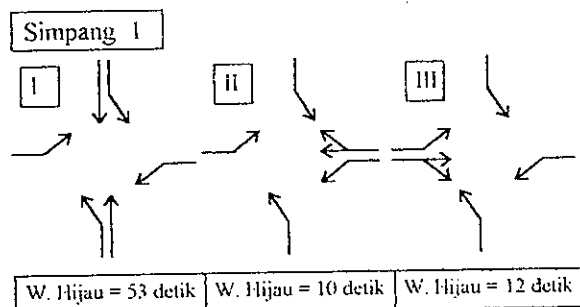 Simpang 1
I
ii
III
W. Hijau = 53 detik
W. Hijau = 10 detik
W. Hijau = 12 detik